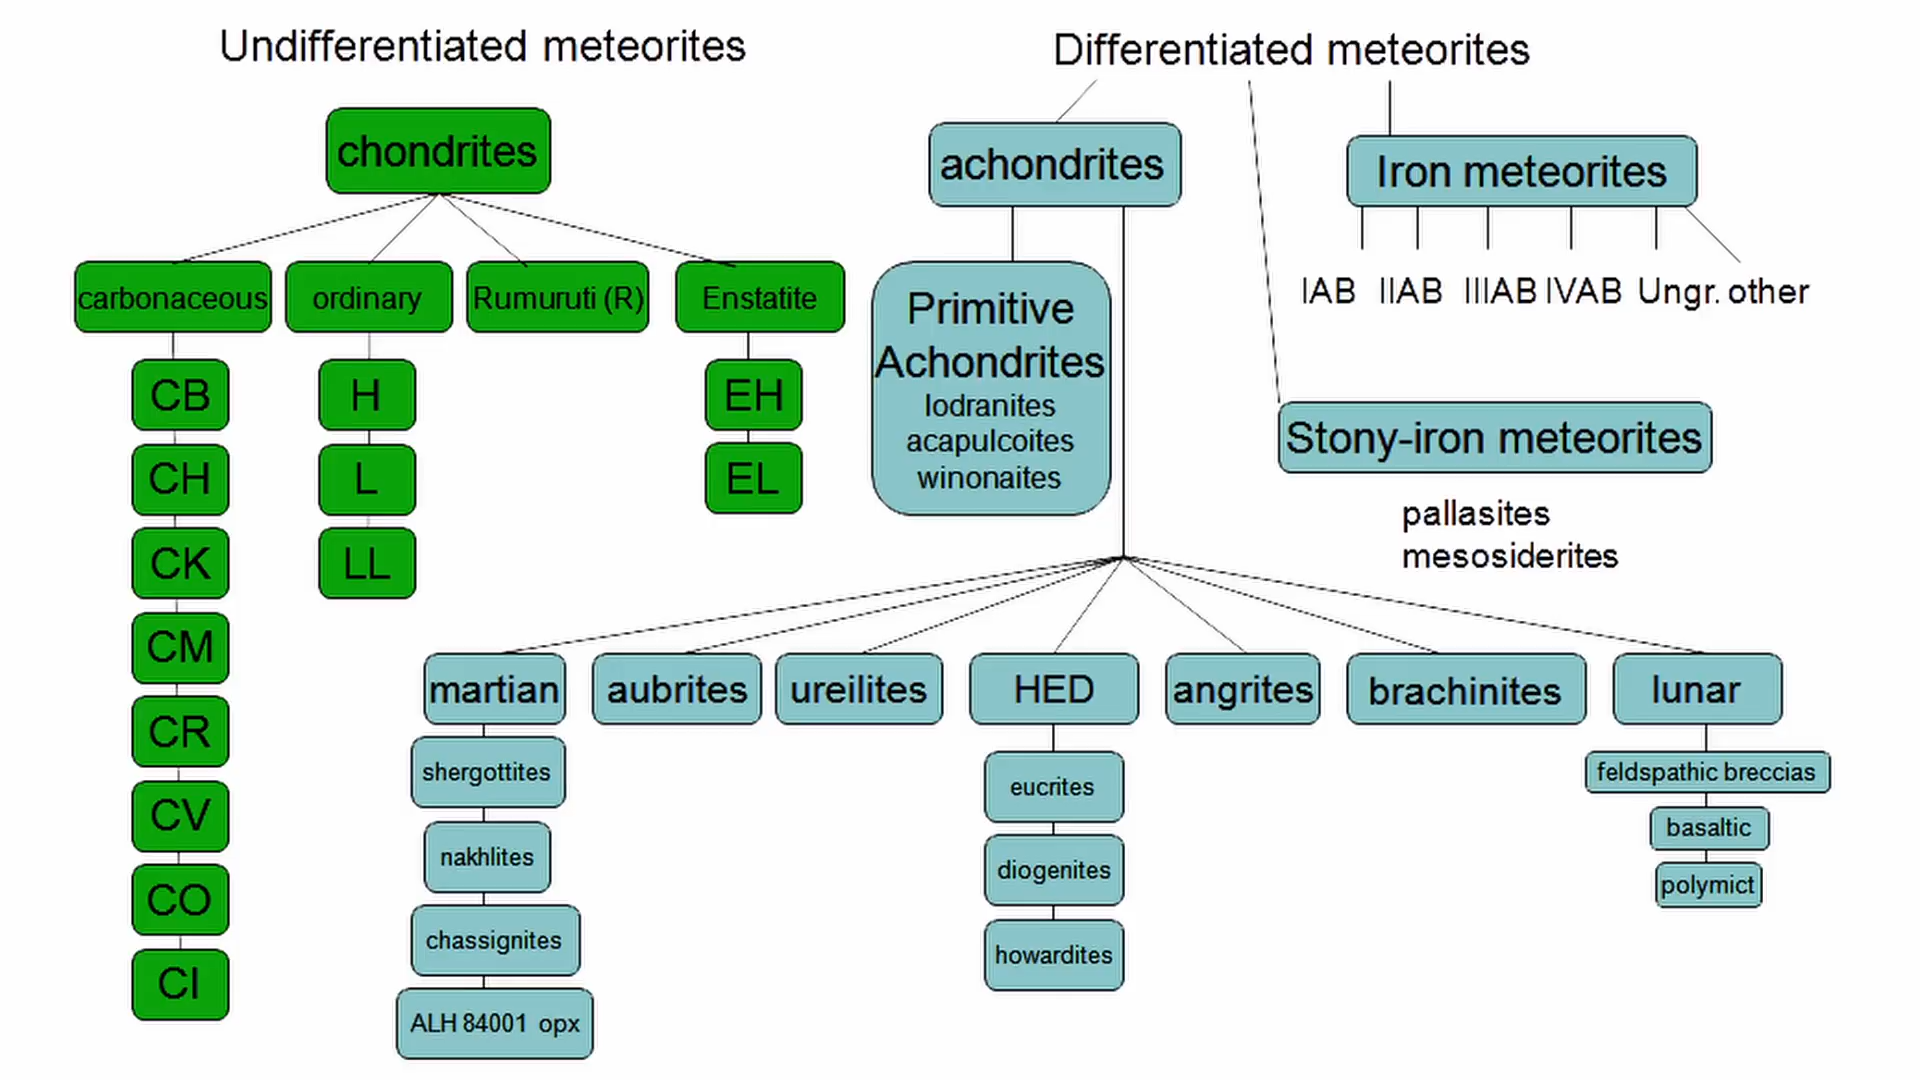 Undifferentiated meteorites
Differentiated meteorites
chondrites
achondrites
Iron meteorites
carbonaceous
ordinary
Rumuruti (R)
Enstatite
IAB IIAB IIIAB IVAB Ungr. other
CB
CH
CK
CM
CR
CV
CO
CI
H
L
LL
EH
EL
Primitive
Achondrites
lodranites
acapulcoites
winonaites
Stony-iron meteorites
pallasites
mesosiderites
martian
shergottites
nakhlites
chassignites
ALH 84001 opx
aubrites
ureilites
HED
eucrites
diogenites
howardites
angrites
brachinites
lunar
feldspathic breccias
basaltic
polymict